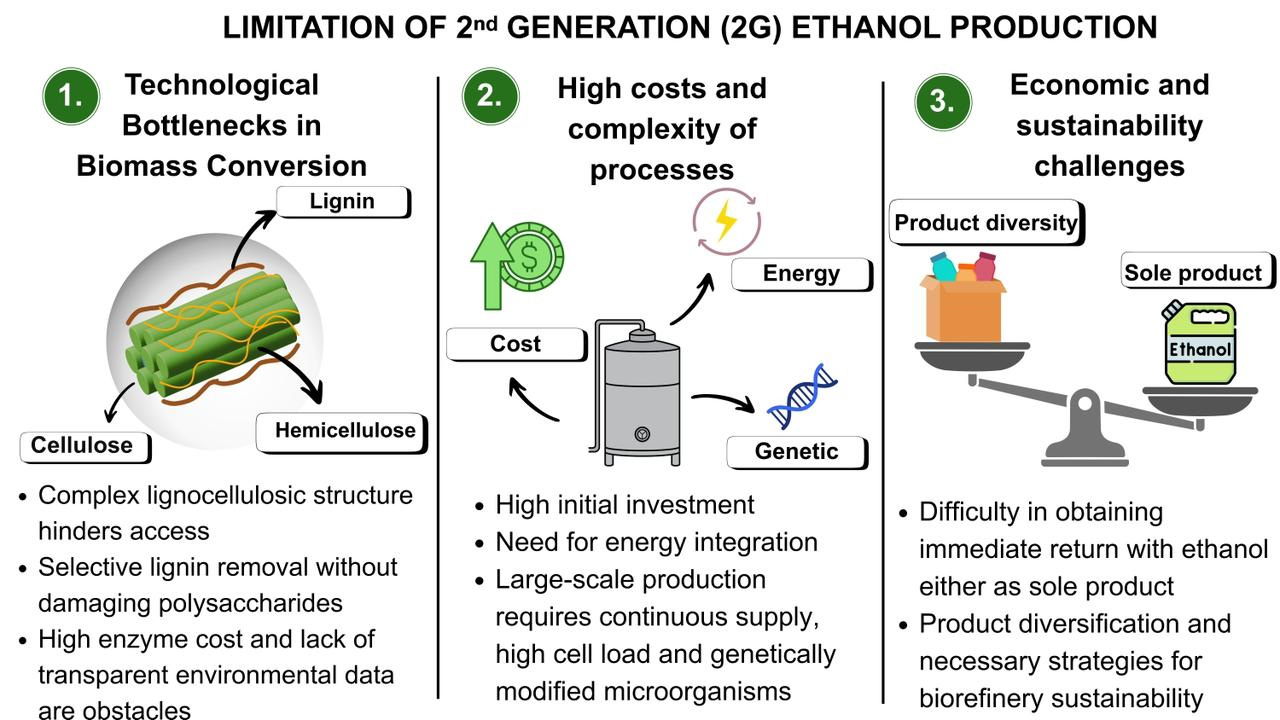 LIMITATION OF 2nd GENERATION (2G) ETHANOL PRODUCTION
1.
Technological
Bottlenecks in
Biomass Conversion
Lignin
Cellulose
Hemicellulose
• Complex lignocellulosic structure
hinders access
• Selective lignin removal without
damaging polysaccharides
• High enzyme cost and lack of
transparent environmental data
are obstacles
2.
High costs and
complexity of
processes
$
Energy
Cost
Genetic
• High initial investment
• Need for energy integration
• Large-scale production
requires continuous supply,
high cell load and genetically
modified microorganisms
3.
Economic and
sustainability
challenges
Product diversity
Sole product
Ethanol
• Difficulty in obtaining
immediate return with ethanol
either as sole product
• Product diversification and
necessary strategies for
biorefinery sustainability